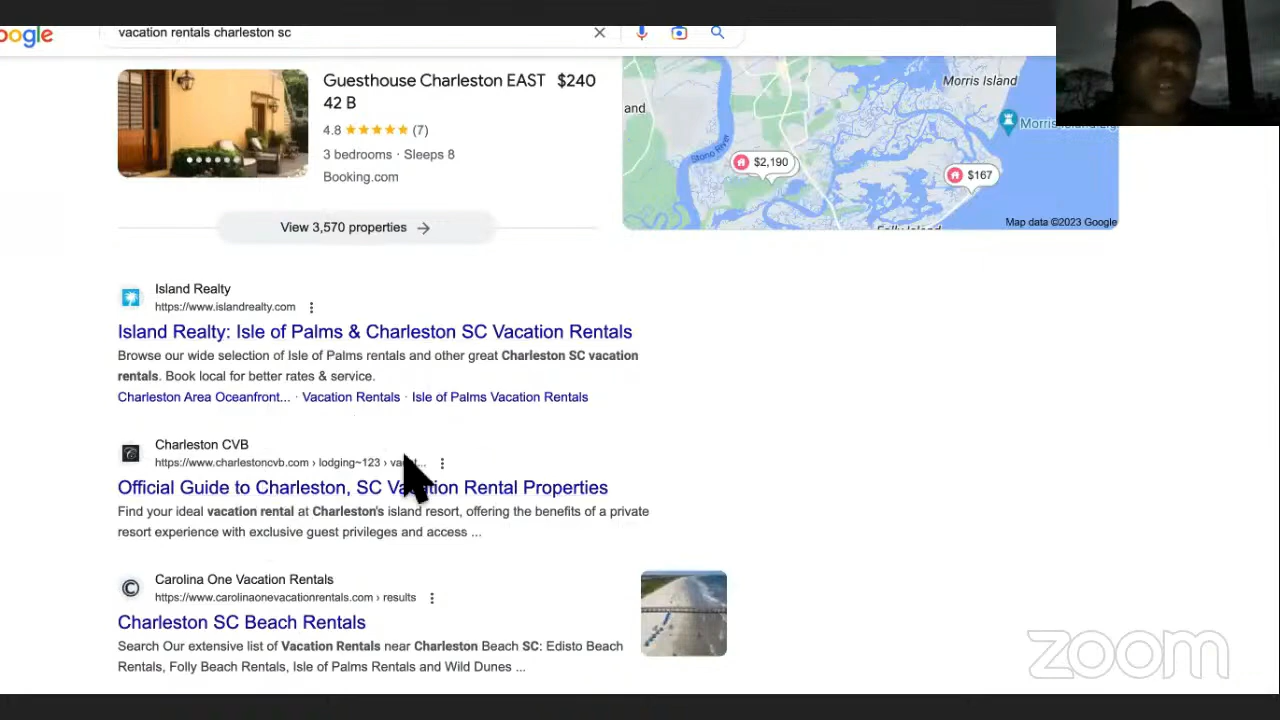 oogle
vacation rentals charleston sc
Guesthouse Charleston EAST $240
42 B
4.8 (7)
3 bedrooms · Sleeps 8
Booking.com
View 3,570 properties
and
Stono River
Morris Island
$2,190
$167
Map data ©2023 Google
Island Realty
https://www.islandrealty.com
Island Realty: Isle of Palms & Charleston SC Vacation Rentals
Browse our wide selection of Isle of Palms rentals and other great Charleston SC vacation
rentals. Book local for better rates & service.
Charleston Area Oceanfront... · Vacation Rentals · Isle of Palms Vacation Rentals
Charleston CVB
https://www.charlestoncvb.com › lodging~123 ›
Official Guide to Charleston, SC Vacation Rental Properties
Find your ideal vacation rental at Charleston's island resort, offering the benefits of a private
resort experience with exclusive guest privileges and access ...
Carolina One Vacation Rentals
https://www.carolinaonevacationrentals.com › results
Charleston SC Beach Rentals
Search Our extensive list of Vacation Rentals near Charleston Beach SC: Edisto Beach
Rentals, Folly Beach Rentals, Isle of Palms Rentals and Wild Dunes ...
zoom